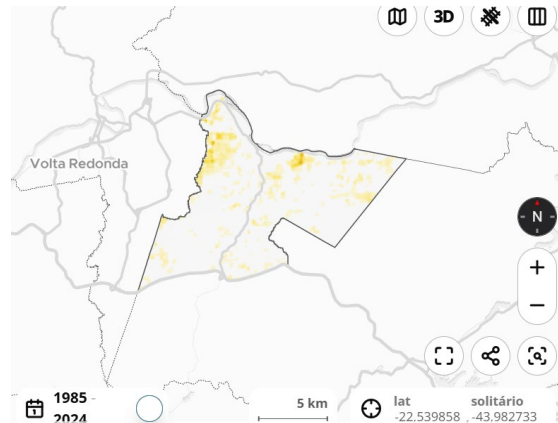 3D
Volta Redonda
N
+
−
1985 -
2024
5 km
lat
-22.539858
solitário
, -43,982733